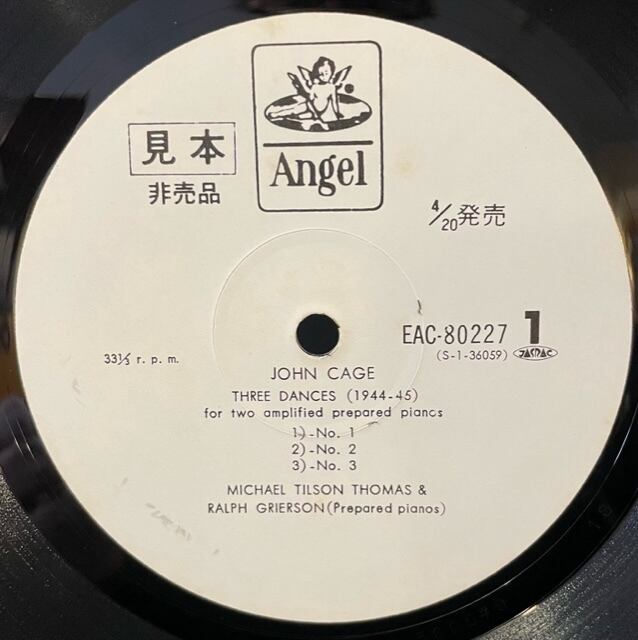 Angel
見本
非売品
4/20発売
EAC-80227 1
(S-1-36059) JASRAC
33⅓ r. p. m.
JOHN CAGE
THREE DANCES (1944-45)
for two amplified prepared pianos
1)-No. 1
2)-No. 2
3)-No. 3
MICHAEL TILSON THOMAS &
RALPH GRIERSON(Prepared pianos)